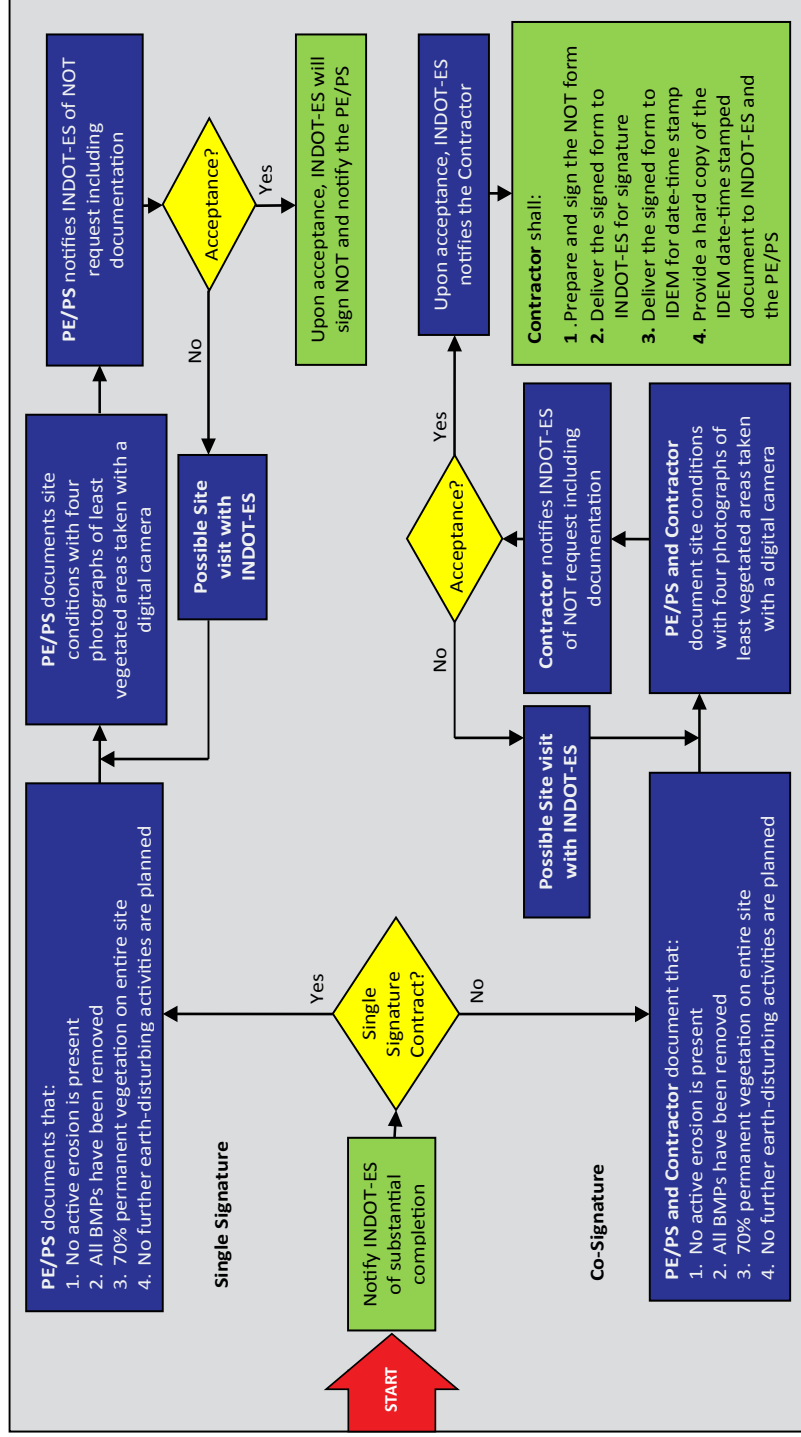 START
Notify INDOT-ES
of substantial
completion
Single
Signature
Contract?
Yes
No
Single Signature
PE/PS documents that:
1. No active erosion is present
2. All BMPs have been removed
3. 70% permanent vegetation on entire site
4. No further earth-disturbing activities are planned
PE/PS documents site
conditions with four
photographs of least
vegetated areas taken with a
digital camera
PE/PS notifies INDOT-ES of NOT
request including
documentation
Acceptance?
No
Yes
Possible Site
visit with
INDOT-ES
Upon acceptance, INDOT-ES will
sign NOT and notify the PE/PS
Co-Signature
PE/PS and Contractor document that:
1. No active erosion is present
2. All BMPs have been removed
3. 70% permanent vegetation on entire site
4. No further earth-disturbing activities are planned
PE/PS and Contractor
document site conditions
with four photographs of
least vegetated areas taken
with a digital camera
Contractor notifies INDOT-ES
of NOT request including
documentation
Acceptance?
No
Yes
Possible Site visit
with INDOT-ES
Upon acceptance, INDOT-ES
notifies the Contractor
Contractor shall:
1 .Prepare and sign the NOT form
2. Deliver the signed form to
INDOT-ES for signature
3. Deliver the signed form to
IDEM for date-time stamp
4. Provide a hard copy of the
IDEM date-time stamped
document to INDOT-ES and
the PE/PS